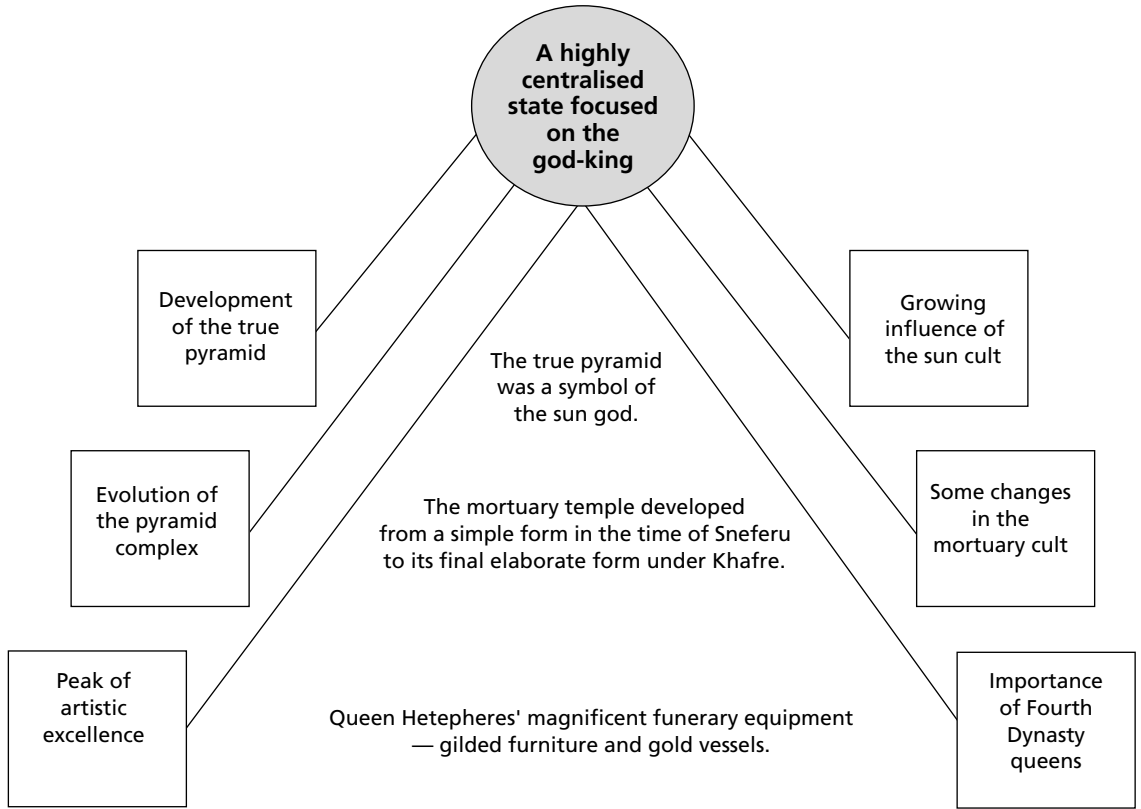 A highly
centralised
state focused
on the
god-king
Development
of the true
pyramid
Growing
influence of
the sun cult
The true pyramid
was a symbol of
the sun god.
Evolution of
the pyramid
complex
The mortuary temple developed
from a simple form in the time of Sneferu
to its final elaborate form under Khafre.
Some changes
in the
mortuary cult
Peak of
artistic
excellence
Queen Hetepheres' magnificent funerary equipment
— gilded furniture and gold vessels.
Importance
of Fourth
Dynasty
queens